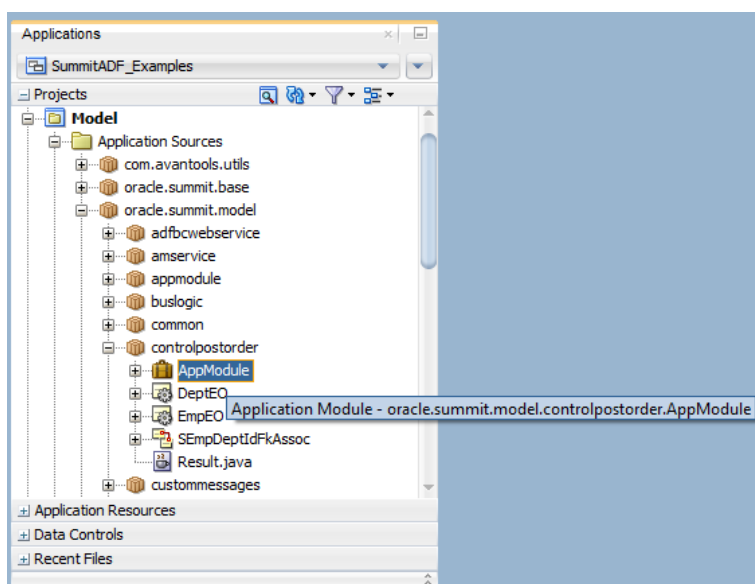 Applications
SummitADF_Examples
Projects
Model
Application Sources
com.avantools.utils
oracle.summit.base
oracle.summit.model
adfbcwebservice
amservice
appmodule
buslogic
common
controlpostorder
AppModule
DeptEO
Application Module - oracle.summit.model.controlpostorder.AppModule
EmpEO
SEmpDeptIdFkAssoc
Result.java
custommessages
Application Resources
Data Controls
Recent Files